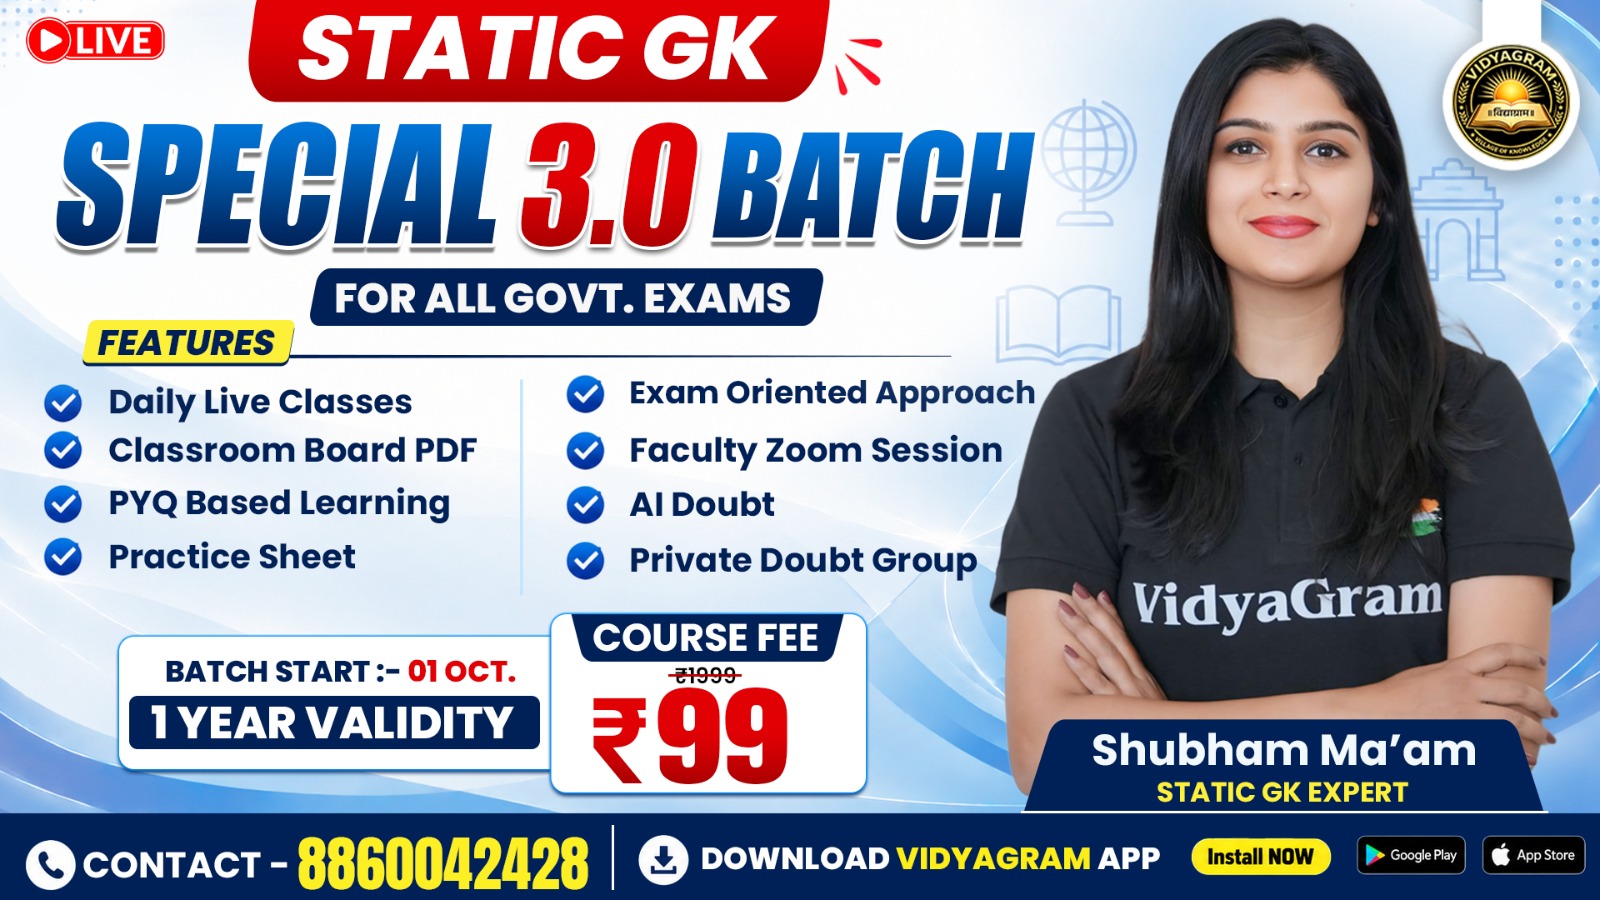 LIVE
STATIC GK
VIDYAGRAM
॥विद्याग्राम॥
VILLAGE OF KNOWLEDGE
SPECIAL 3.0 BATCH
FOR ALL GOVT. EXAMS
FEATURES
Daily Live Classes
Classroom Board PDF
PYQ Based Learning
Practice Sheet
Exam Oriented Approach
Faculty Zoom Session
AI Doubt
Private Doubt Group
VidyaGram
BATCH START :- 01 OCT.
1 YEAR VALIDITY
COURSE FEE
₹1999
₹99
Shubham Ma’am
STATIC GK EXPERT
CONTACT - 8860042428
DOWNLOAD VIDYAGRAM APP
Install NOW
Google Play
App Store